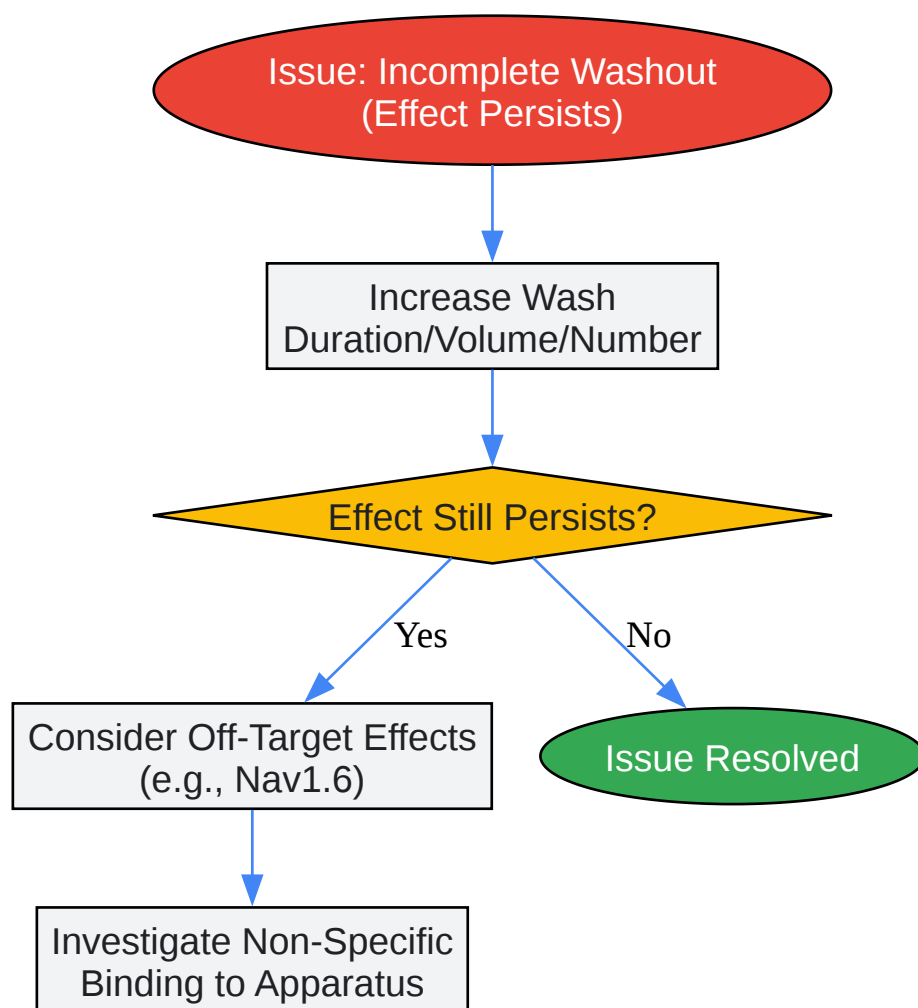 Issue: Incomplete Washout
(Effect Persists)
Increase Wash
Duration/Volume/Number
Effect Still Persists?
Yes
No
Consider Off-Target Effects
(e.g., Nav1.6)
Issue Resolved
Investigate Non-Specific
Binding to Apparatus